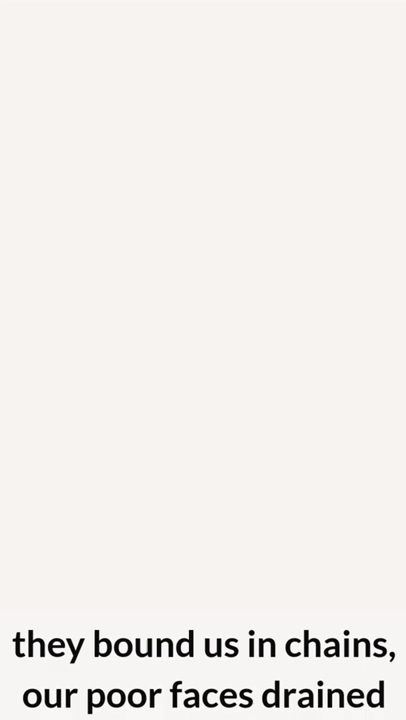 they bound us in chains,
our poor faces drained